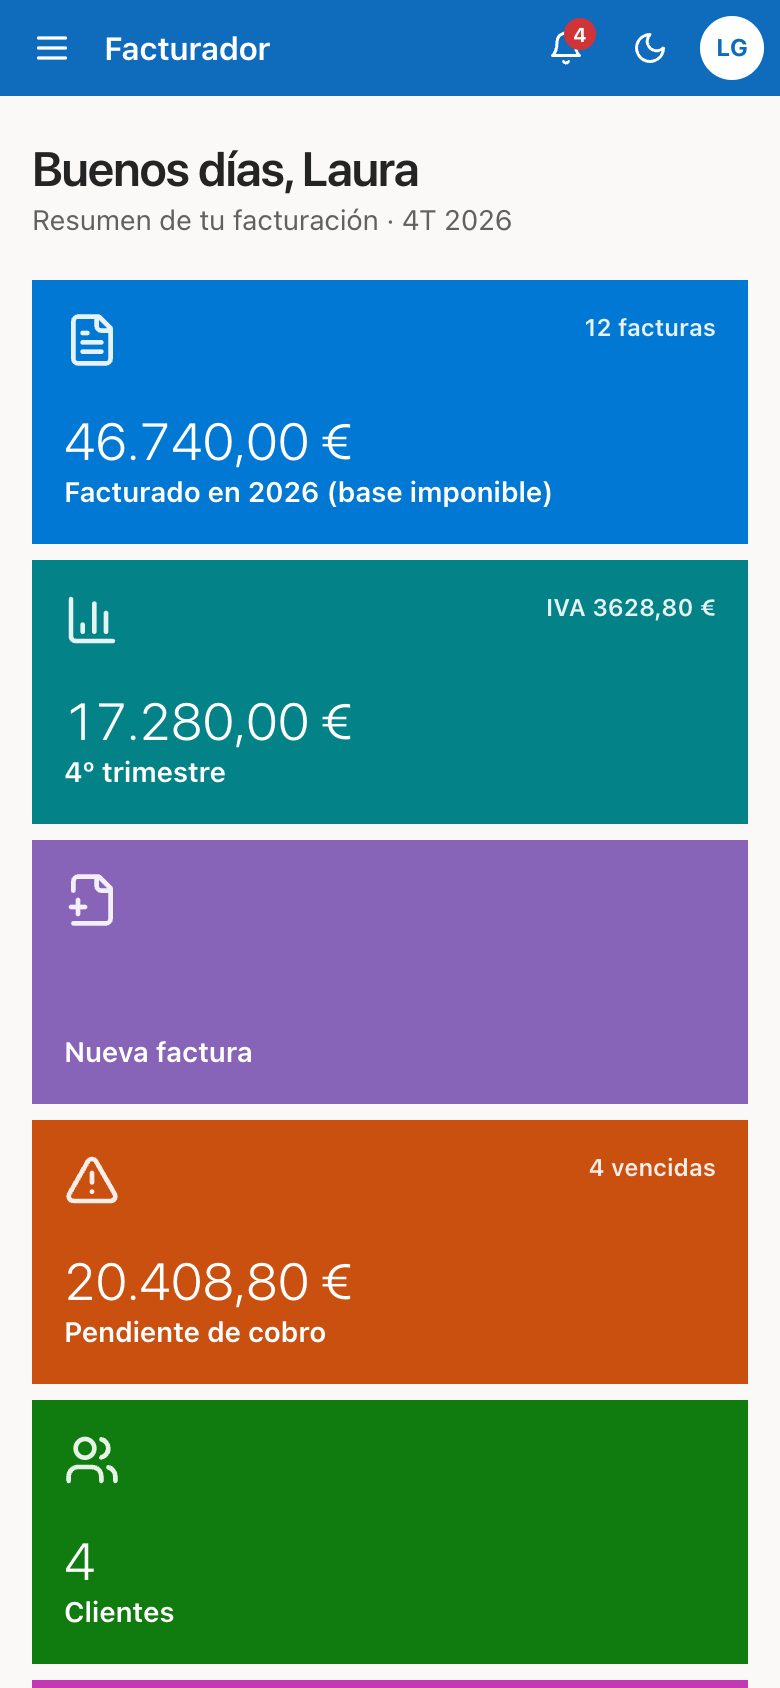 Facturador
4
LG
Buenos días, Laura
Resumen de tu facturación · 4T 2026
12 facturas
46.740,00 €
Facturado en 2026 (base imponible)
IVA 3628,80 €
17.280,00 €
4º trimestre
Nueva factura
4 vencidas
20.408,80 €
Pendiente de cobro
4
Clientes